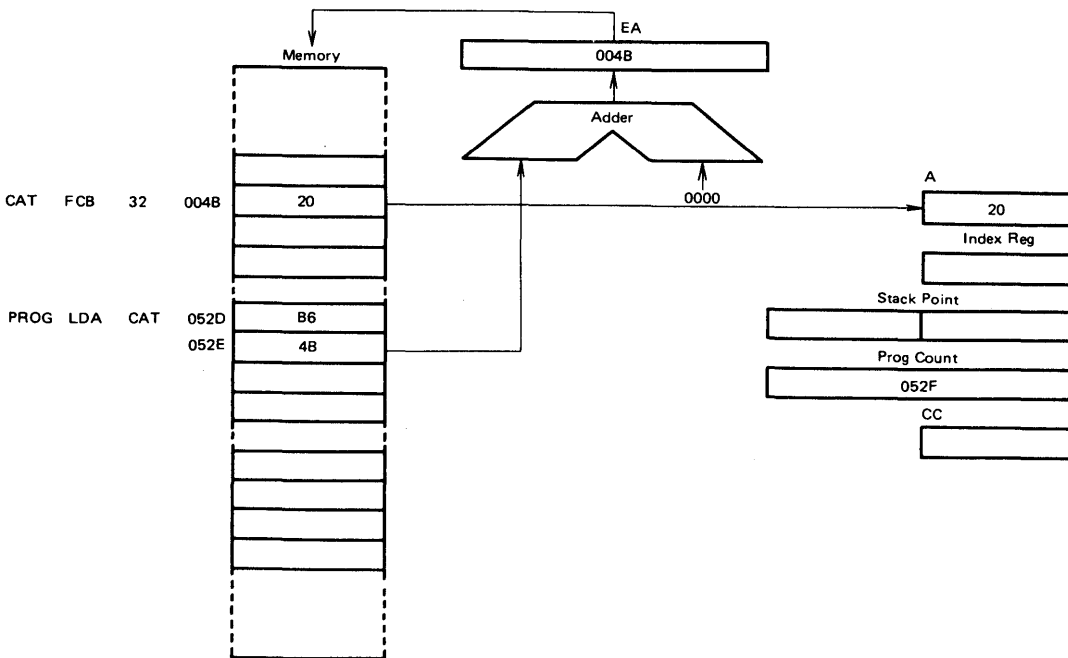 EA
004B
Memory
Adder
CAT FCB 32 004B 20
0000
A
20
Index Reg
Stack Point
PROG LDA CAT 052D B6
052E 4B
Prog Count
052F
CC